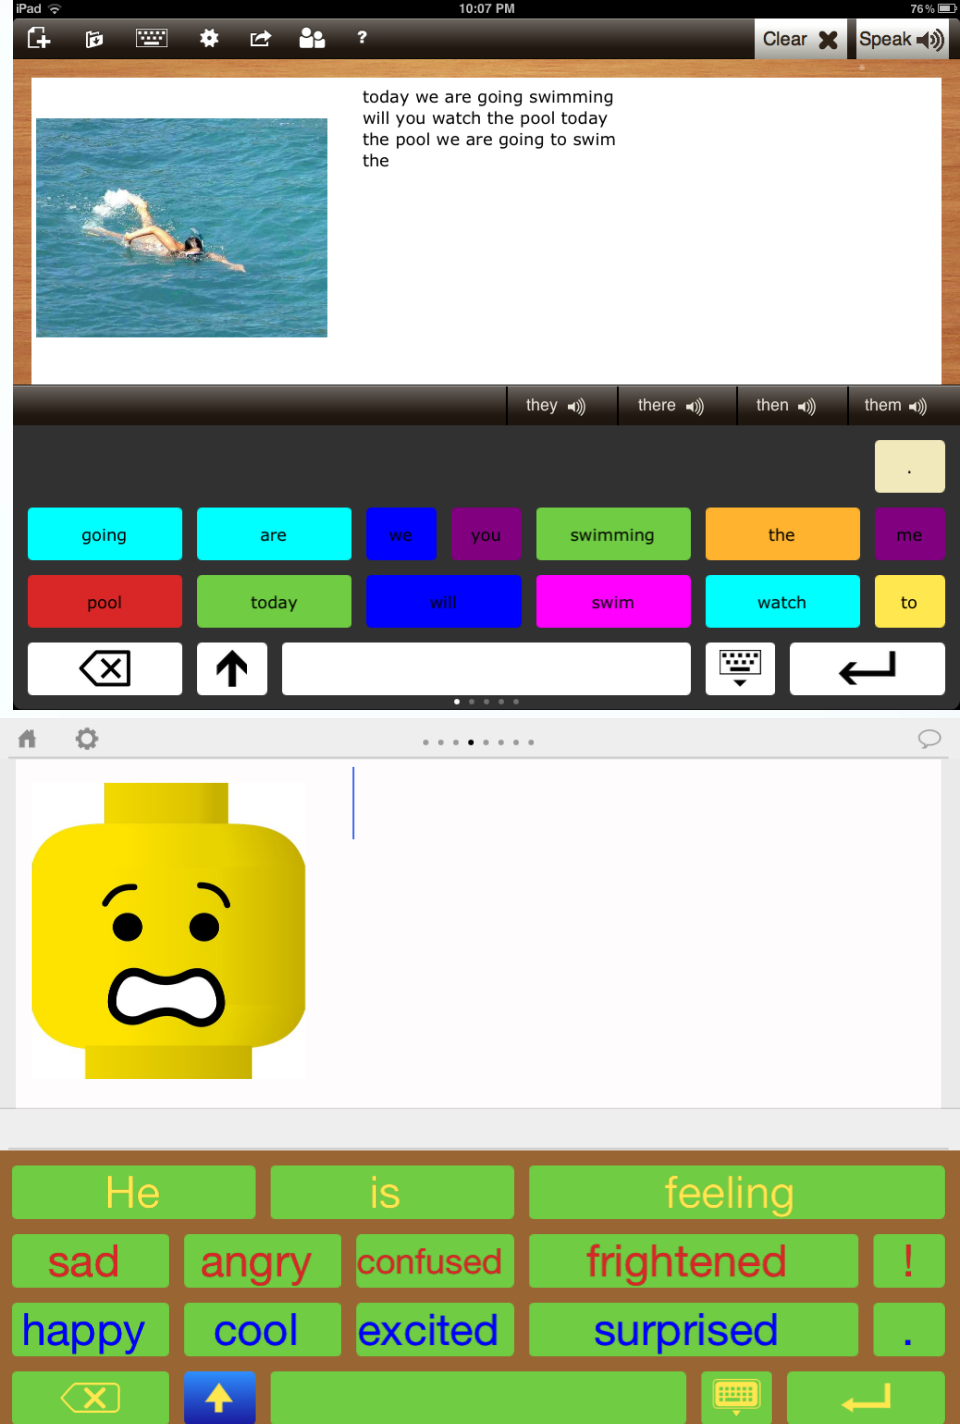 iPad 10:07 PM 76%
? Clear Speak
today we are going swimming
will you watch the pool today
the pool we are going to swim
the
they there then them
.
going are we you swimming the me
pool today will swim watch to
He is feeling
sad angry confused frightened !
happy cool excited surprised .